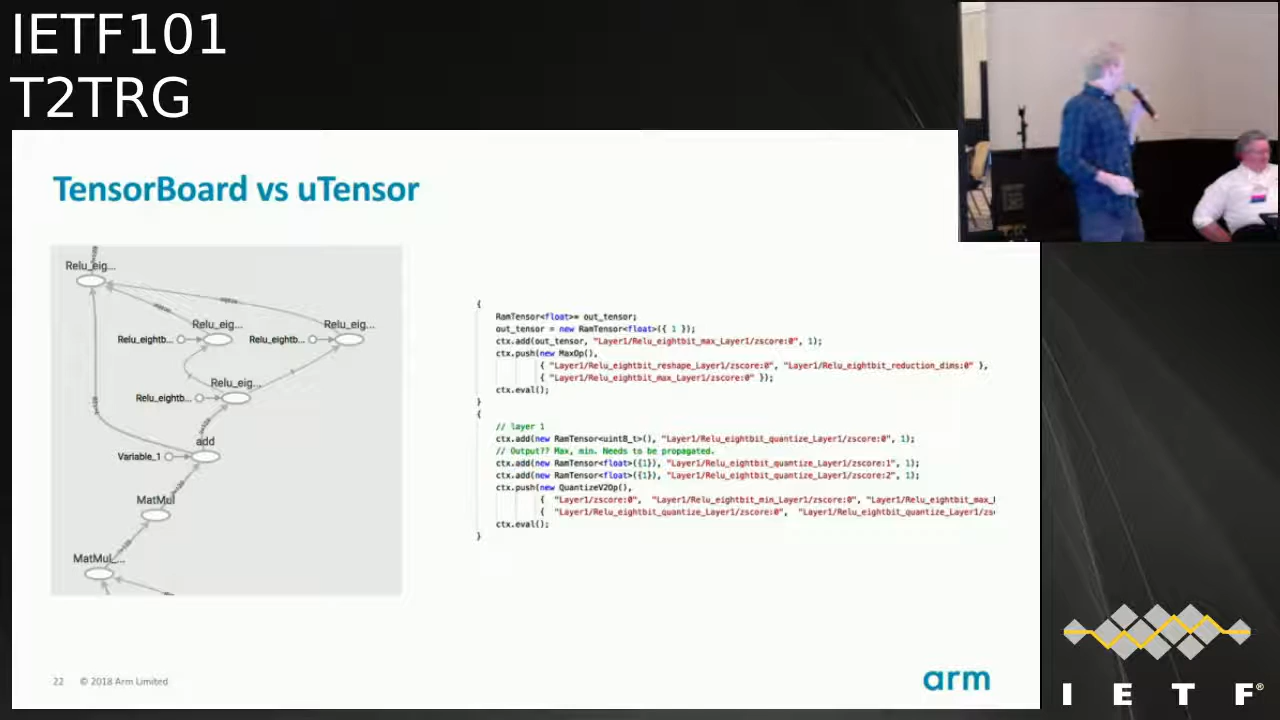 IETF101
T2TRG
TensorBoard vs uTensor
Relu_eig...
Relu_eig...
Relu_eig...
Relu_eightb...
Relu_eightb...
Relu_eig...
Relu_eightb...
add
Variable_1
MatMul
MatMul_...
{
RamTensor<float>* out_tensor;
out_tensor = new RamTensor<float>({ 1 });
ctx.add(out_tensor, "Layer1/Relu_eightbit_max_Layer1/zscore:0", 1);
ctx.push(new MaxOp(),
{ "Layer1/Relu_eightbit_reshape_Layer1/zscore:0", "Layer1/Relu_eightbit_reduction_dims:0" },
{ "Layer1/Relu_eightbit_max_Layer1/zscore:0" });
ctx.eval();
}
{
// layer 1
ctx.add(new RamTensor<uint8_t>(), "Layer1/Relu_eightbit_quantize_Layer1/zscore:0", 1);
// Output?? Max, min. Needs to be propagated.
ctx.add(new RamTensor<float>({1}), "Layer1/Relu_eightbit_quantize_Layer1/zscore:1", 1);
ctx.add(new RamTensor<float>({1}), "Layer1/Relu_eightbit_quantize_Layer1/zscore:2", 1);
ctx.push(new QuantizeV2Op(),
{ "Layer1/zscore:0", "Layer1/Relu_eightbit_min_Layer1/zscore:0", "Layer1/Relu_eightbit_max_l
{ "Layer1/Relu_eightbit_quantize_Layer1/zscore:0", "Layer1/Relu_eightbit_quantize_Layer1/zs
ctx.eval();
}
22 © 2018 Arm Limited
arm
I E T F®